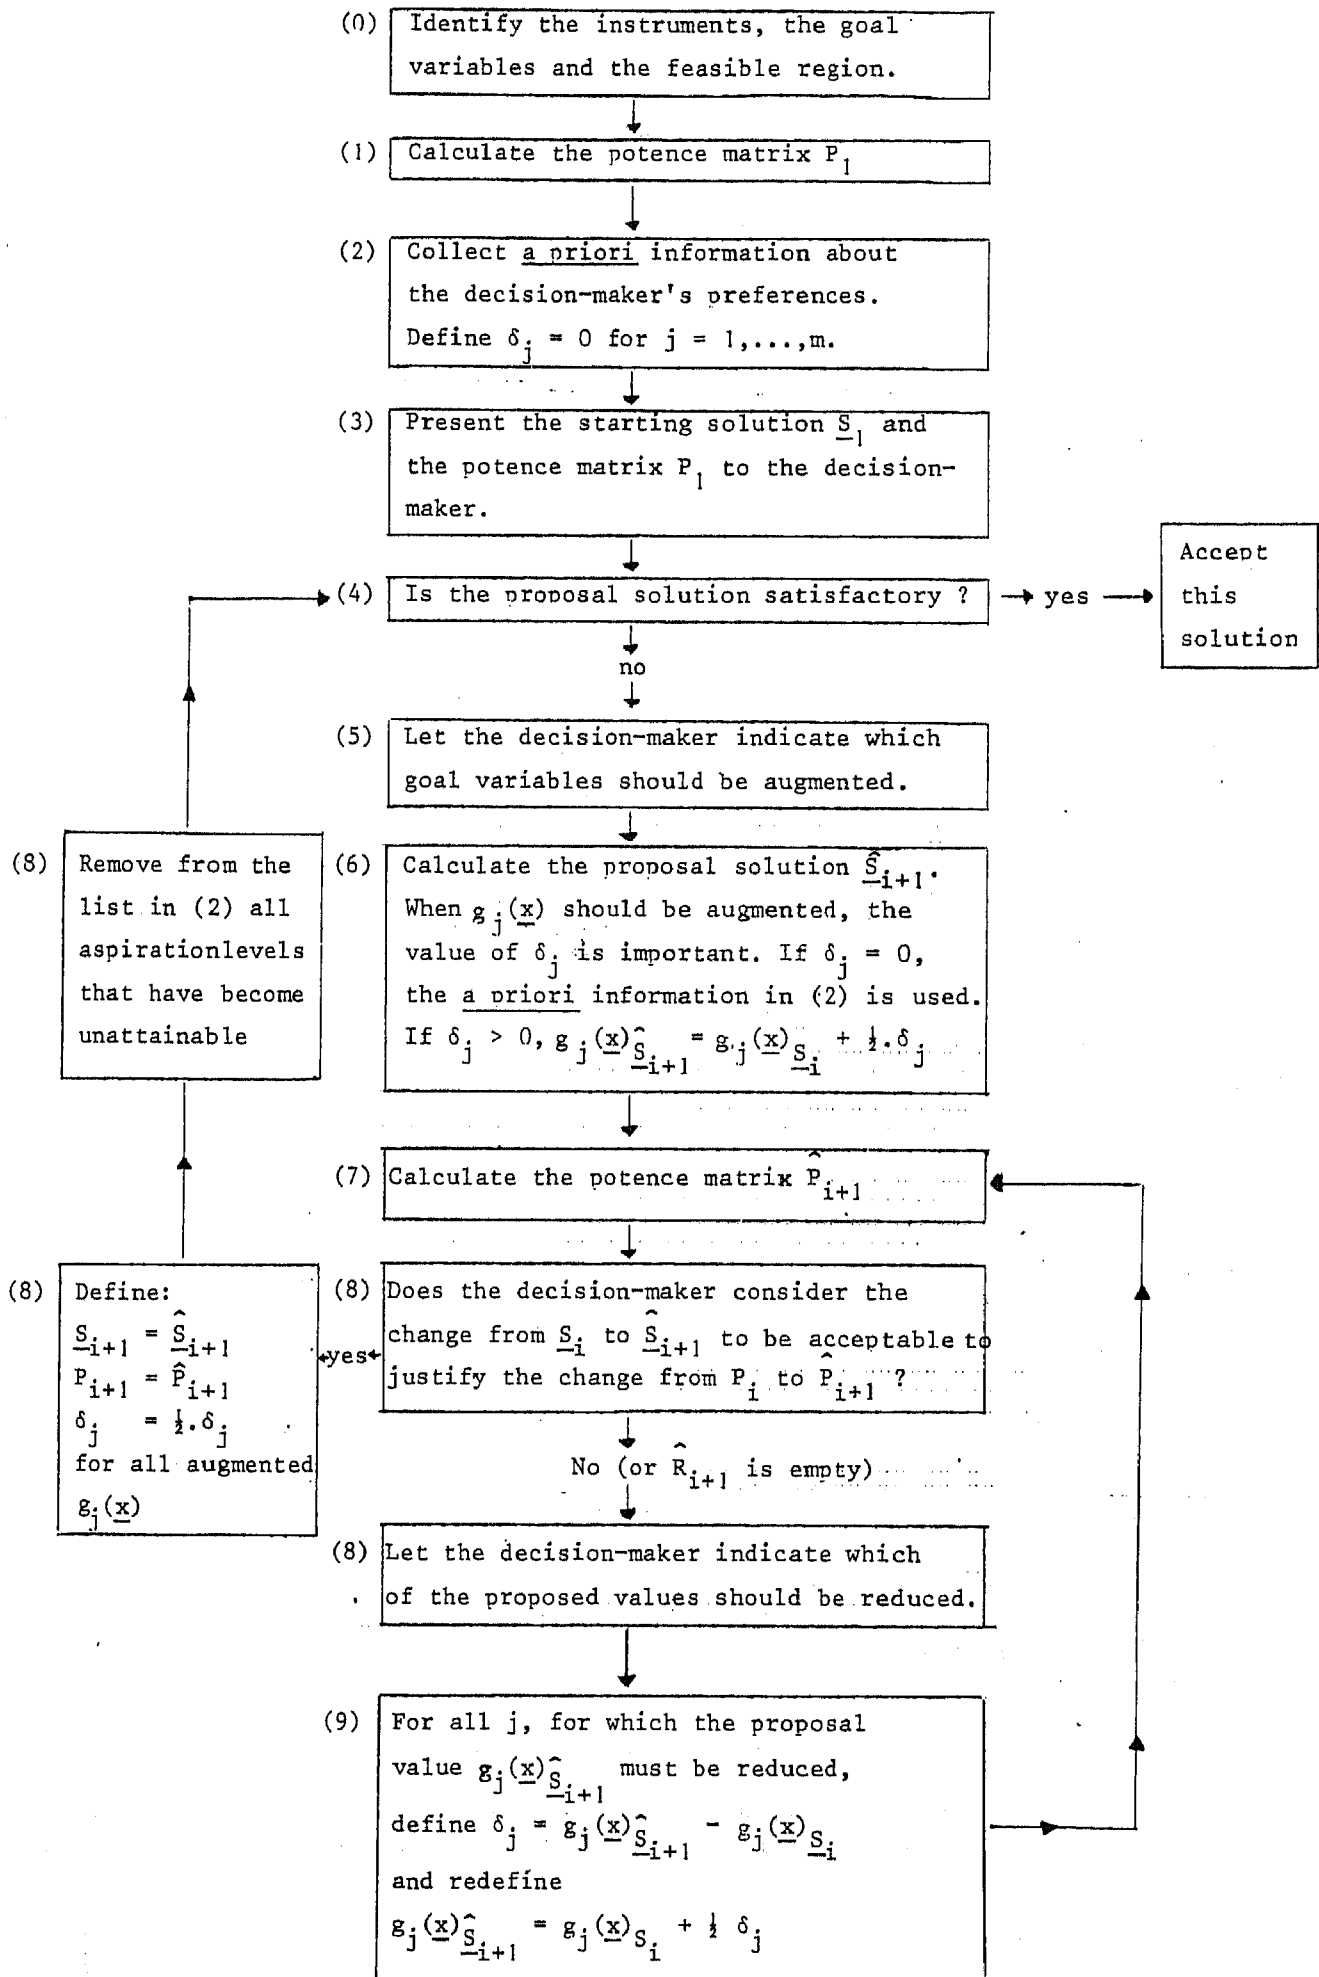 (0) Identify the instruments, the goal
variables and the feasible region.
(1) Calculate the potence matrix P₁
(2) Collect a priori information about
the decision-maker's preferences.
Define δⱼ = 0 for j = 1,...,m.
(3) Present the starting solution S₁ and
the potence matrix P₁ to the decision-
maker.
(4) Is the proposal solution satisfactory ? yes
Accept
this
solution
no
(5) Let the decision-maker indicate which
goal variables should be augmented.
(6) Calculate the proposal solution Ŝᵢ₊₁.
When gⱼ(x) should be augmented, the
value of δⱼ is important. If δⱼ = 0,
the a priori information in (2) is used.
If δⱼ > 0, gⱼ(x)Ŝᵢ₊₁ = gⱼ(x)Sᵢ + ½.δⱼ
(7) Calculate the potence matrix P̂ᵢ₊₁
(8) Does the decision-maker consider the
change from Sᵢ to Ŝᵢ₊₁ to be acceptable to
justify the change from Pᵢ to P̂ᵢ₊₁ ?
yes
(8) Define:
Sᵢ₊₁ = Ŝᵢ₊₁
Pᵢ₊₁ = P̂ᵢ₊₁
δⱼ = ½.δⱼ
for all augmented
gⱼ(x)
(8) Remove from the
list in (2) all
aspirationlevels
that have become
unattainable
No (or R̂ᵢ₊₁ is empty)
(8) Let the decision-maker indicate which
of the proposed values should be reduced.
(9) For all j, for which the proposal
value gⱼ(x)Ŝᵢ₊₁ must be reduced,
define δⱼ = gⱼ(x)Ŝᵢ₊₁ - gⱼ(x)Sᵢ
and redefine
gⱼ(x)Ŝᵢ₊₁ = gⱼ(x)Sᵢ + ½ δⱼ